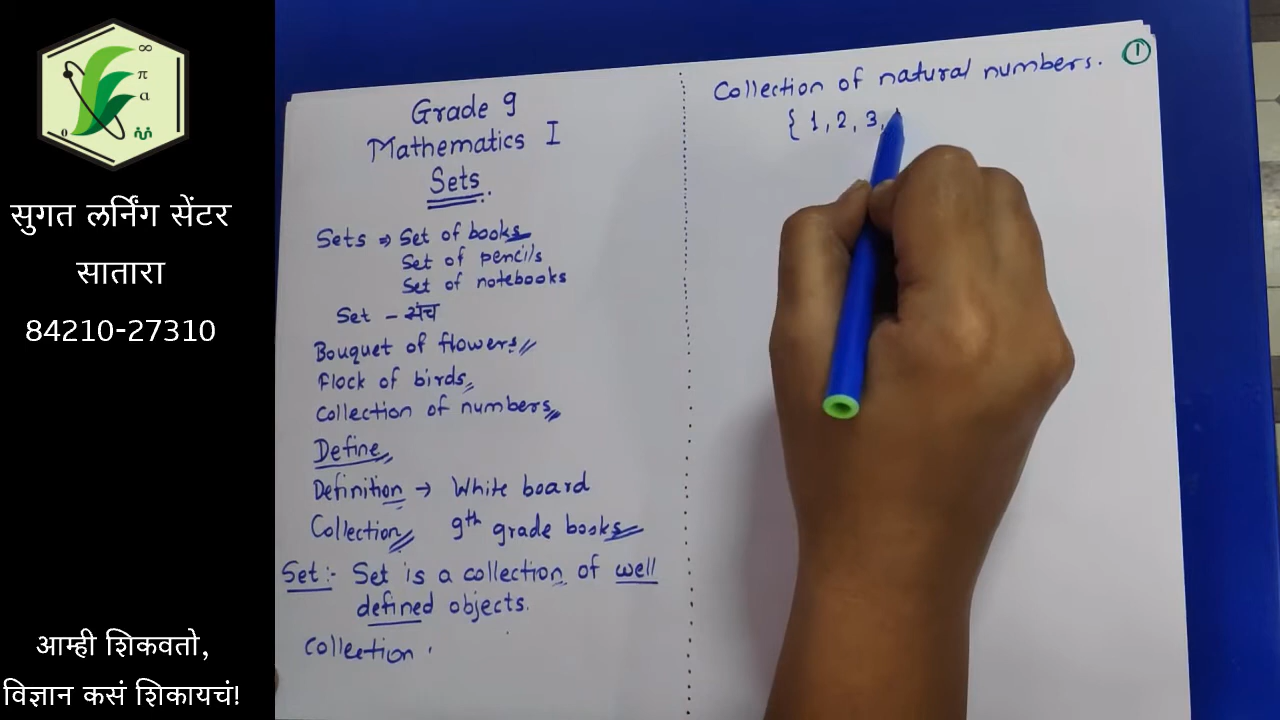 ∞
π
a
सुगत लर्निंग सेंटर
सातारा
84210-27310
आम्ही शिकवतो,
विज्ञान कसं शिकायचं!
Grade 9
Mathematics I
Sets
Sets ⇒ Set of books
Set of pencils
Set of notebooks
Set - संच
Bouquet of flowers
Flock of birds
Collection of numbers
Define
Definition → White board
Collection 9th grade books
Set:- Set is a collection of well
defined objects.
Collection
Collection of natural numbers. 1
{ 1, 2, 3,